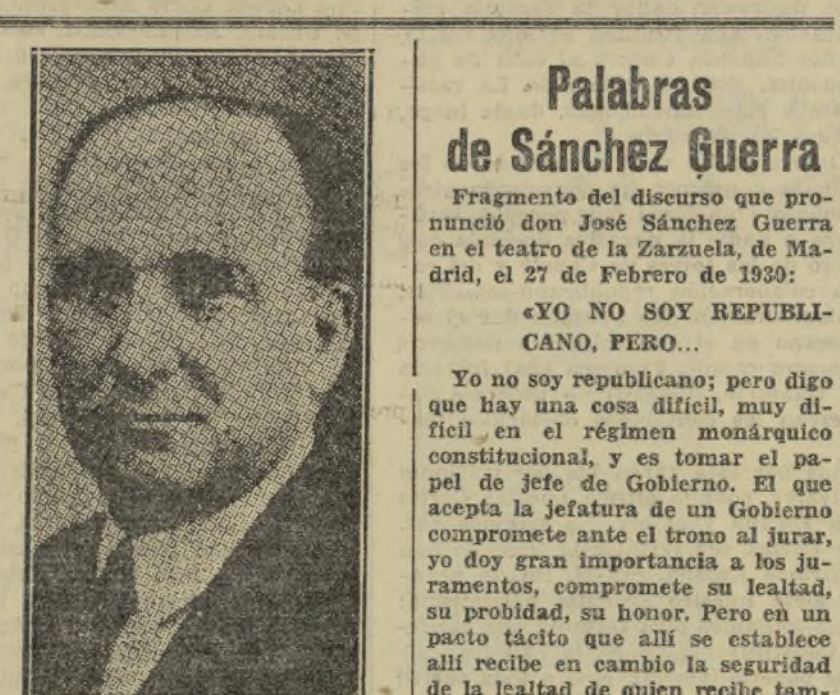 Palabras
de Sánchez Guerra
Fragmento del discurso que pro-
nunció don José Sánchez Guerra
en el teatro de la Zarzuela, de Ma-
drid, el 27 de Febrero de 1930:
«YO NO SOY REPUBLI-
CANO, PERO...
Yo no soy republicano; pero digo
que hay una cosa difícil, muy di-
fícil en el régimen monárquico
constitucional, y es tomar el pa-
pel de jefe de Gobierno. El que
acepta la jefatura de un Gobierno
compromete ante el trono al jurar,
yo doy gran importancia a los ju-
ramentos, compromete su lealtad,
su probidad, su honor. Pero en un
pacto tácito que allí se establece
allí recibe en cambio la seguridad
de la lealtad de quien recibe tam-